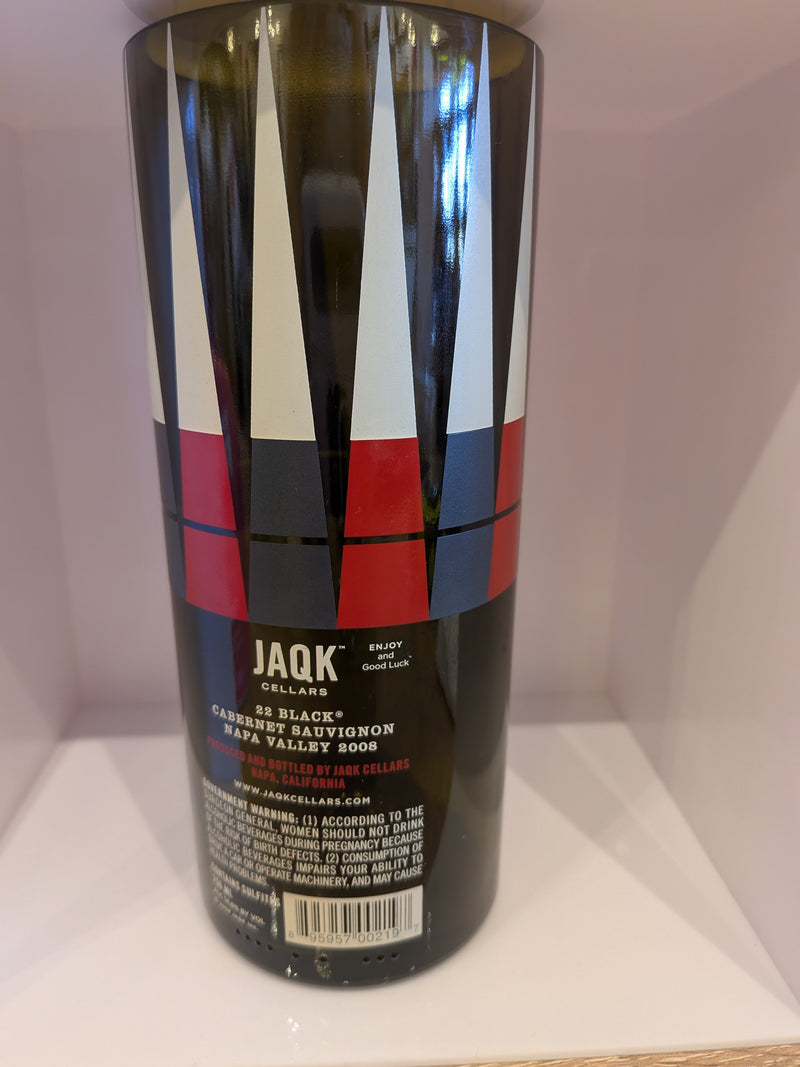 JAQK™
CELLARS
ENJOY
and
Good Luck™
22 BLACK®
CABERNET SAUVIGNON
NAPA VALLEY 2008
PRODUCED AND BOTTLED BY JAQK CELLARS
NAPA, CALIFORNIA
WWW.JAQKCELLARS.COM
GOVERNMENT WARNING: (1) ACCORDING TO THE
SURGEON GENERAL, WOMEN SHOULD NOT DRINK
ALCOHOLIC BEVERAGES DURING PREGNANCY BECAUSE
OF THE RISK OF BIRTH DEFECTS. (2) CONSUMPTION OF
ALCOHOLIC BEVERAGES IMPAIRS YOUR ABILITY TO
DRIVE A CAR OR OPERATE MACHINERY, AND MAY CAUSE
HEALTH PROBLEMS.
CONTAINS SULFITES
ML
BY VOL
8 95957 00219 7